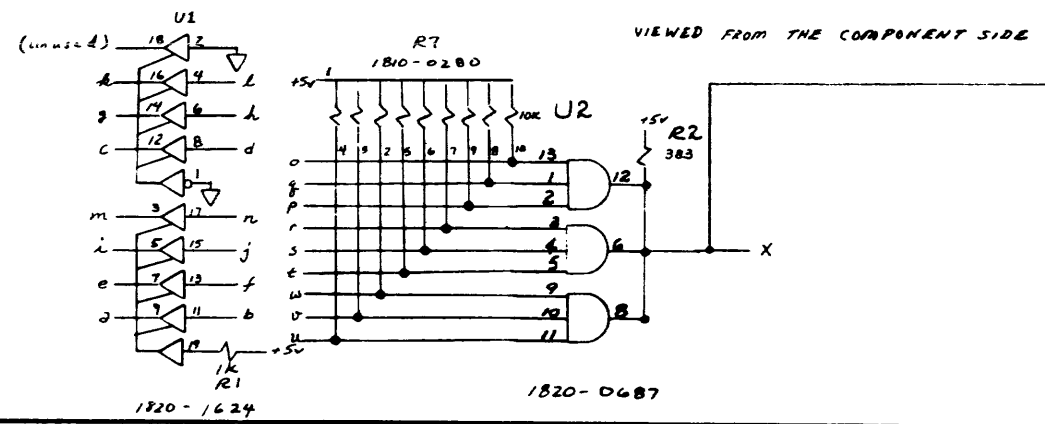 U1
VIEWED FROM THE COMPONENT SIDE
(unused) 18 2
R7
1810-0280
k 16 4 l
+5v 1
g 14 6 h
10K U2
+5v
R2
383
c 12 8 d
4 3 2 5 6 7 9 8 10
o 13
1
q 1 12
p 2
m 3 17 n
r 3
i 5 15 j
s 4 6 X
t 5
e 7 13 f
w 9
a 9 11 b
v 10 8
u 11
19 +5v
1K
R1
1820-1624
1820-0687